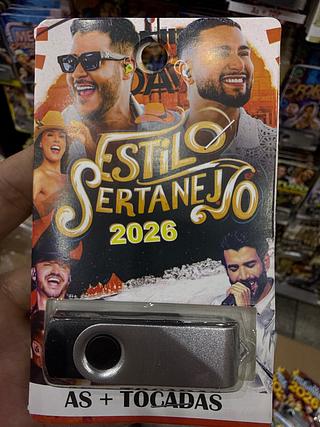 ESTILO
SERTANEJO
2026
AS + TOCADAS